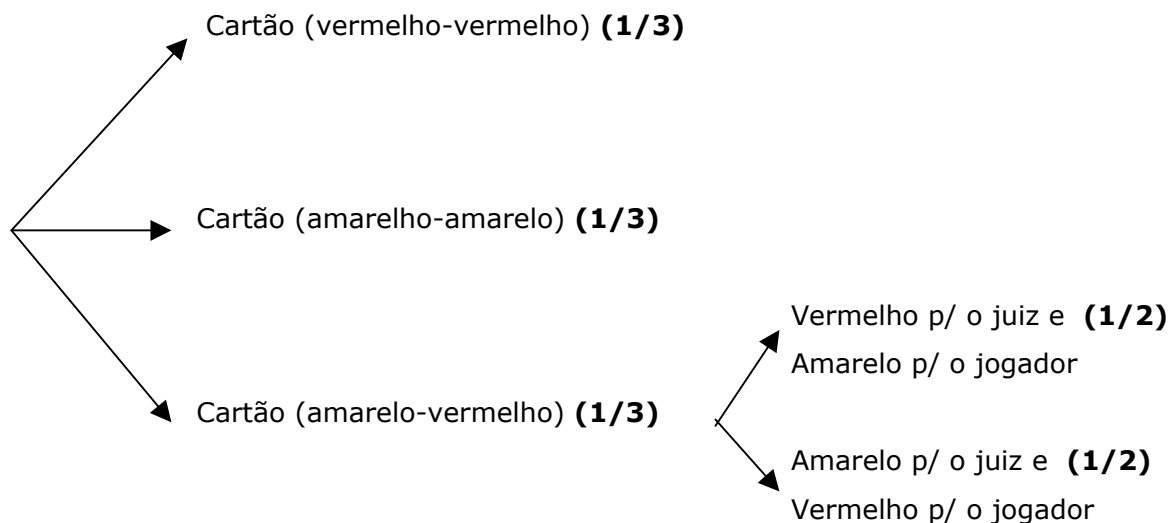 Cartão (vermelho-vermelho) (1/3)
Cartão (amarelho-amarelo) (1/3)
Cartão (amarelo-vermelho) (1/3)
Vermelho p/ o juiz e (1/2)
Amarelo p/ o jogador
Amarelo p/ o juiz e (1/2)
Vermelho p/ o jogador